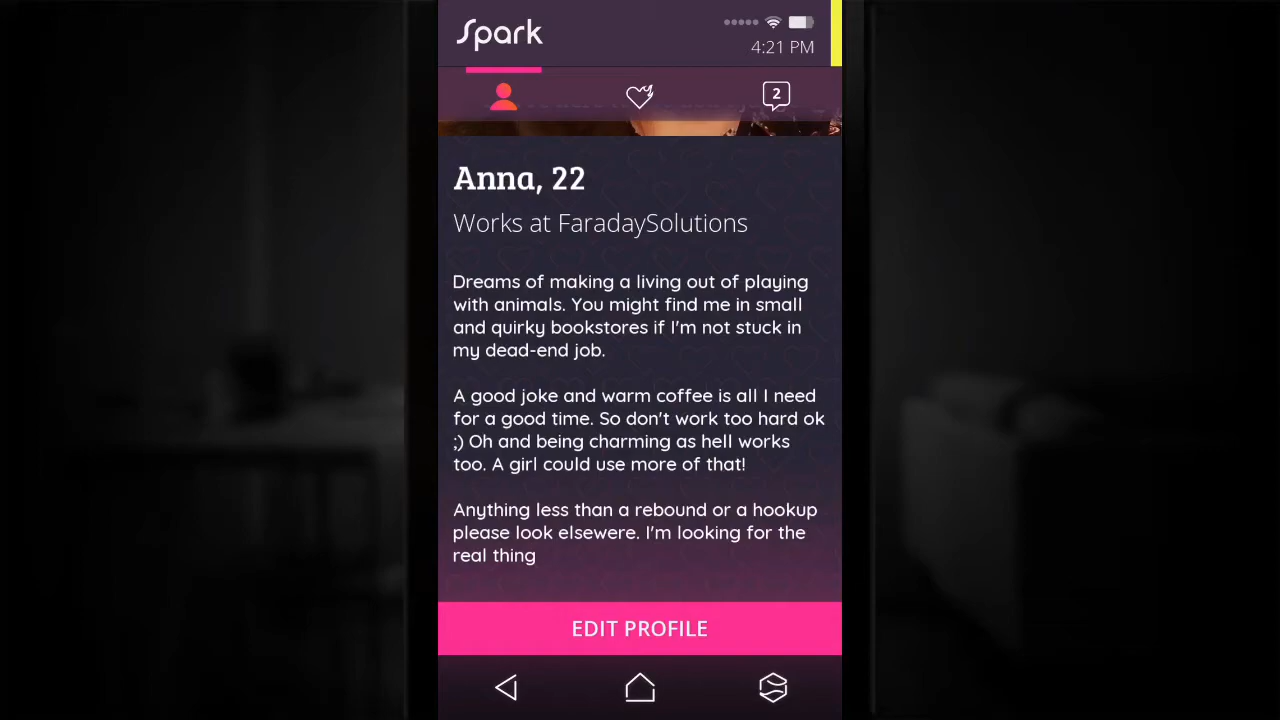 Spark
4:21 PM
2
Anna, 22
Works at FaradaySolutions
Dreams of making a living out of playing
with animals. You might find me in small
and quirky bookstores if I'm not stuck in
my dead-end job.
A good joke and warm coffee is all I need
for a good time. So don't work too hard ok
;) Oh and being charming as hell works
too. A girl could use more of that!
Anything less than a rebound or a hookup
please look elsewere. I'm looking for the
real thing
EDIT PROFILE